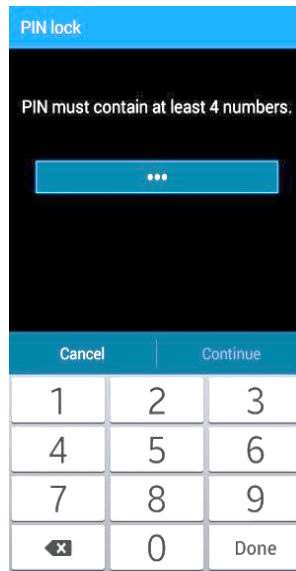 PIN lock
PIN must contain at least 4 numbers.
•••
Cancel Continue
1 2 3
4 5 6
7 8 9
0 Done